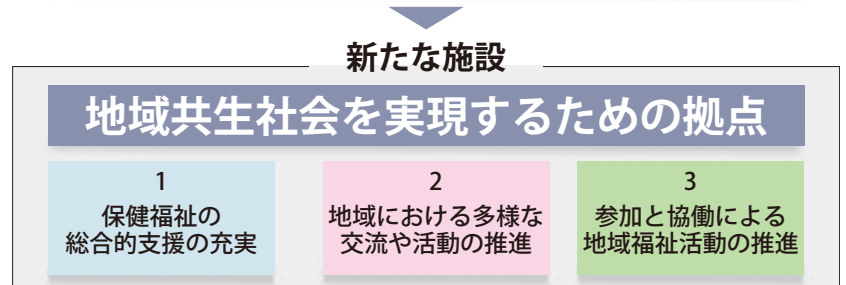 新たな施設
地域共生社会を実現するための拠点
1
保健福祉の
総合的支援の充実
2
地域における多様な
交流や活動の推進
3
参加と協働による
地域福祉活動の推進